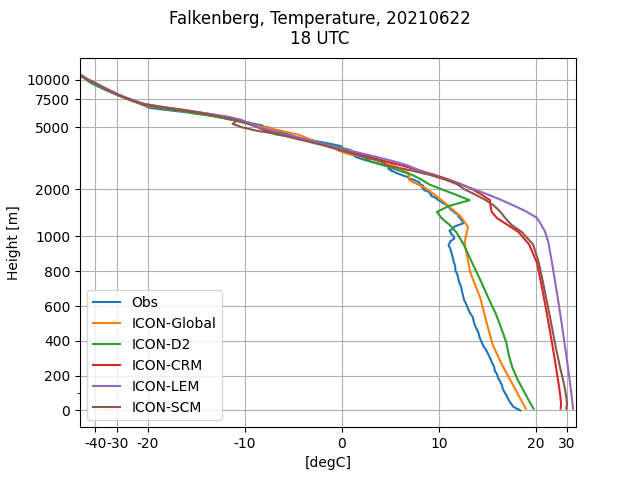 Falkenberg, Temperature, 20210622
18 UTC
Height [m]
10000
7500
5000
2000
1000
800
600
400
200
0
Obs
ICON-Global
ICON-D2
ICON-CRM
ICON-LEM
ICON-SCM
-40 -30 -20 -10 0 10 20 30
[degC]